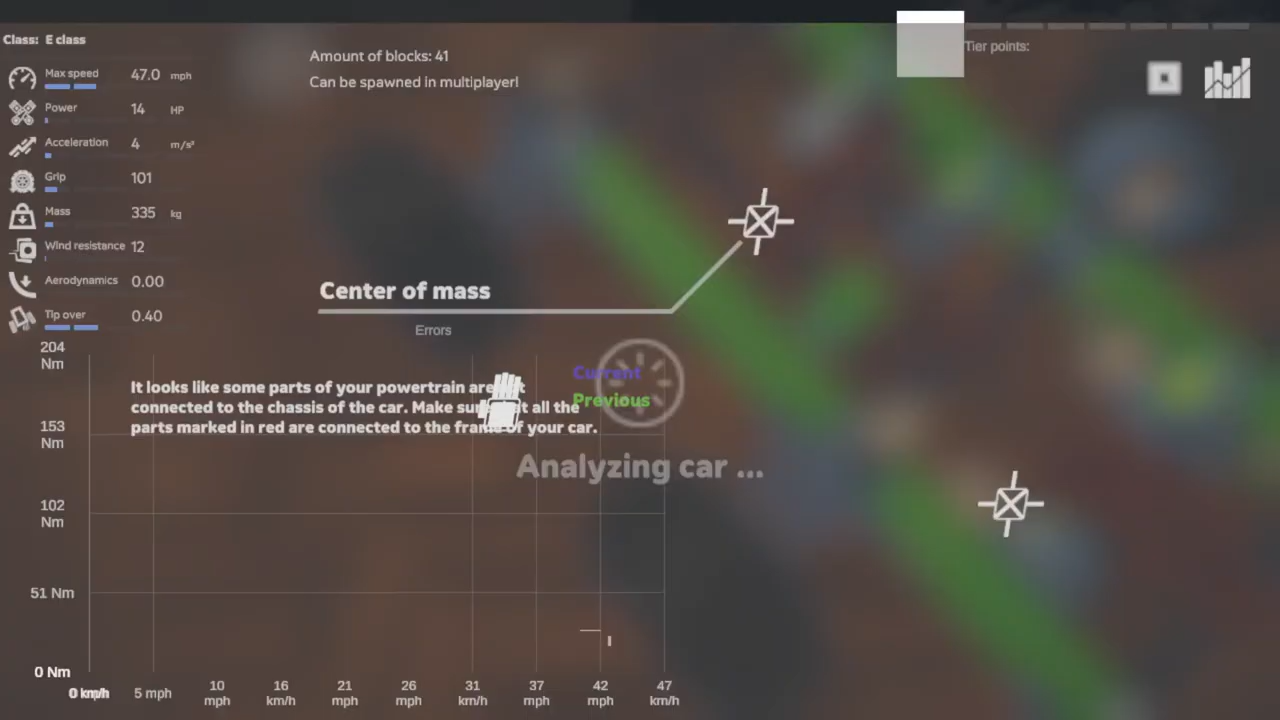 Class: E class
Max speed 47.0 mph
Power 14 HP
Acceleration 4 m/s²
Grip 101
Mass 335 kg
Wind resistance 12
Aerodynamics 0.00
Tip over 0.40
Amount of blocks: 41
Can be spawned in multiplayer!
Tier points:
Center of mass
Errors
It looks like some parts of your powertrain are
connected to the chassis of the car. Make sure all the
parts marked in red are connected to the frame of your car.
Current
Previous
Analyzing car ...
204 Nm
153 Nm
102 Nm
51 Nm
0 Nm
0 5 mph
10 mph
16 km/h
21 mph
26 mph
31 km/h
37 mph
42 mph
47 km/h